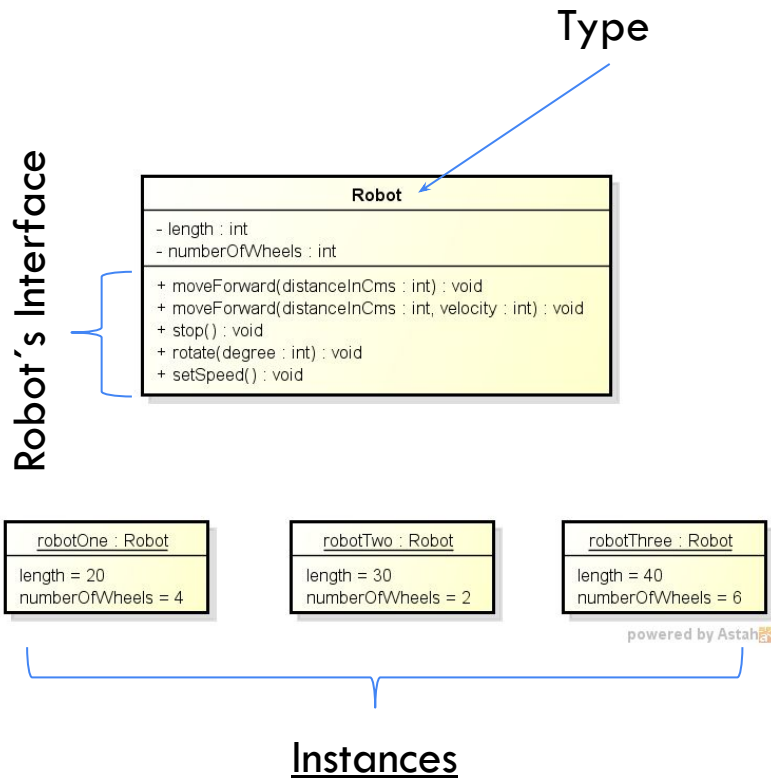 Type
Robot´s Interface
Robot
- length : int
- numberOfWheels : int
+ moveForward(distanceInCms : int) : void
+ moveForward(distanceInCms : int, velocity : int) : void
+ stop() : void
+ rotate(degree : int) : void
+ setSpeed() : void
robotOne : Robot
length = 20
numberOfWheels = 4
robotTwo : Robot
length = 30
numberOfWheels = 2
robotThree : Robot
length = 40
numberOfWheels = 6
powered by Astah
Instances